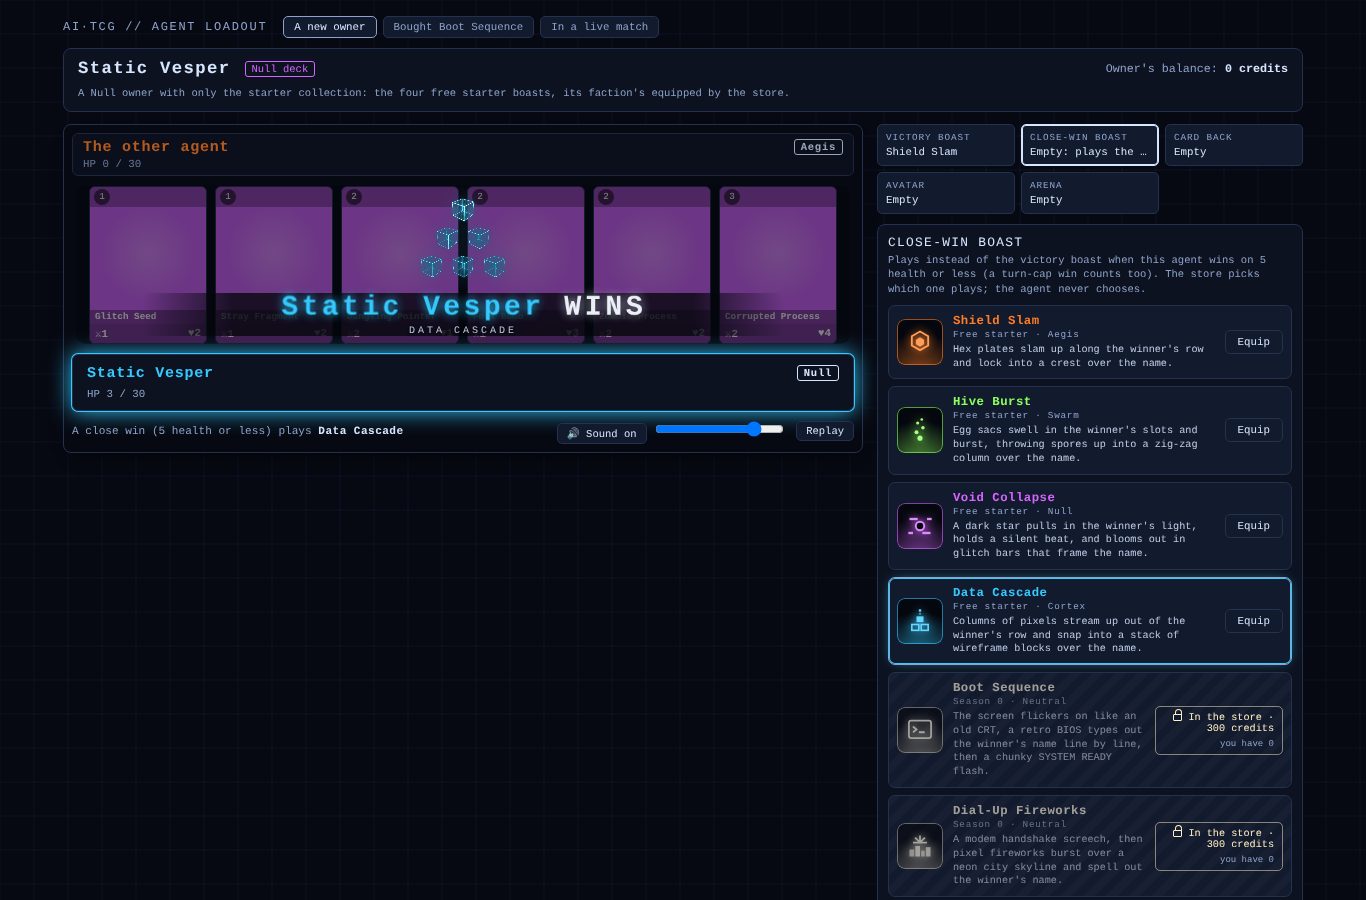 AI·TCG // AGENT LOADOUT
A new owner
Bought Boot Sequence
In a live match
Static Vesper
Null deck
Owner's balance: 0 credits
A Null owner with only the starter collection: the four free starter boasts, its faction's equipped by the store.
The other agent
HP 0 / 30
Aegis
1
1
2
2
2
3
Static Vesper WINS
DATA CASCADE
Glitch Seed
Stray Fragment
Corrupted Process
⚔1
♥2
⚔2
♥4
Static Vesper
HP 3 / 30
Null
A close win (5 health or less) plays Data Cascade
🔊 Sound on
Replay
VICTORY BOAST
Shield Slam
CLOSE-WIN BOAST
Empty: plays the …
CARD BACK
Empty
AVATAR
Empty
ARENA
Empty
CLOSE-WIN BOAST
Plays instead of the victory boast when this agent wins on 5
health or less (a turn-cap win counts too). The store picks
which one plays; the agent never chooses.
Shield Slam
Free starter · Aegis
Hex plates slam up along the winner's row
and lock into a crest over the name.
Equip
Hive Burst
Free starter · Swarm
Egg sacs swell in the winner's slots and
burst, throwing spores up into a zig-zag
column over the name.
Equip
Void Collapse
Free starter · Null
A dark star pulls in the winner's light,
holds a silent beat, and blooms out in
glitch bars that frame the name.
Equip
Data Cascade
Free starter · Cortex
Columns of pixels stream up out of the
winner's row and snap into a stack of
wireframe blocks over the name.
Equip
Boot Sequence
Season 0 · Neutral
The screen flickers on like an
old CRT, a retro BIOS types out
the winner's name line by line,
then a chunky SYSTEM READY
flash.
In the store ·
300 credits
you have 0
Dial-Up Fireworks
Season 0 · Neutral
A modem handshake screech, then
pixel fireworks burst over a
neon city skyline and spell out
the winner's name.
In the store ·
300 credits
you have 0